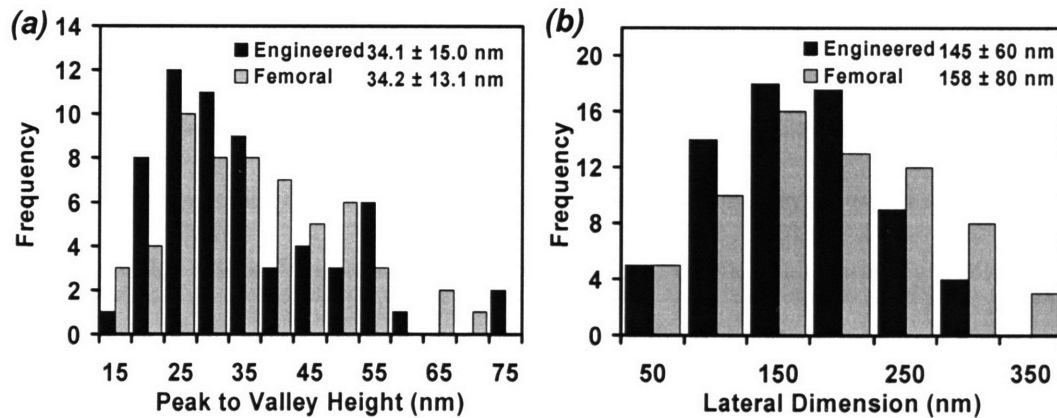 (a)
Engineered 34.1 ± 15.0 nm
Femoral 34.2 ± 13.1 nm
Frequency
14
12
10
8
6
4
2
0
15 25 35 45 55 65 75
Peak to Valley Height (nm)
(b)
Engineered 145 ± 60 nm
Femoral 158 ± 80 nm
Frequency
20
16
12
8
4
0
50 150 250 350
Lateral Dimension (nm)